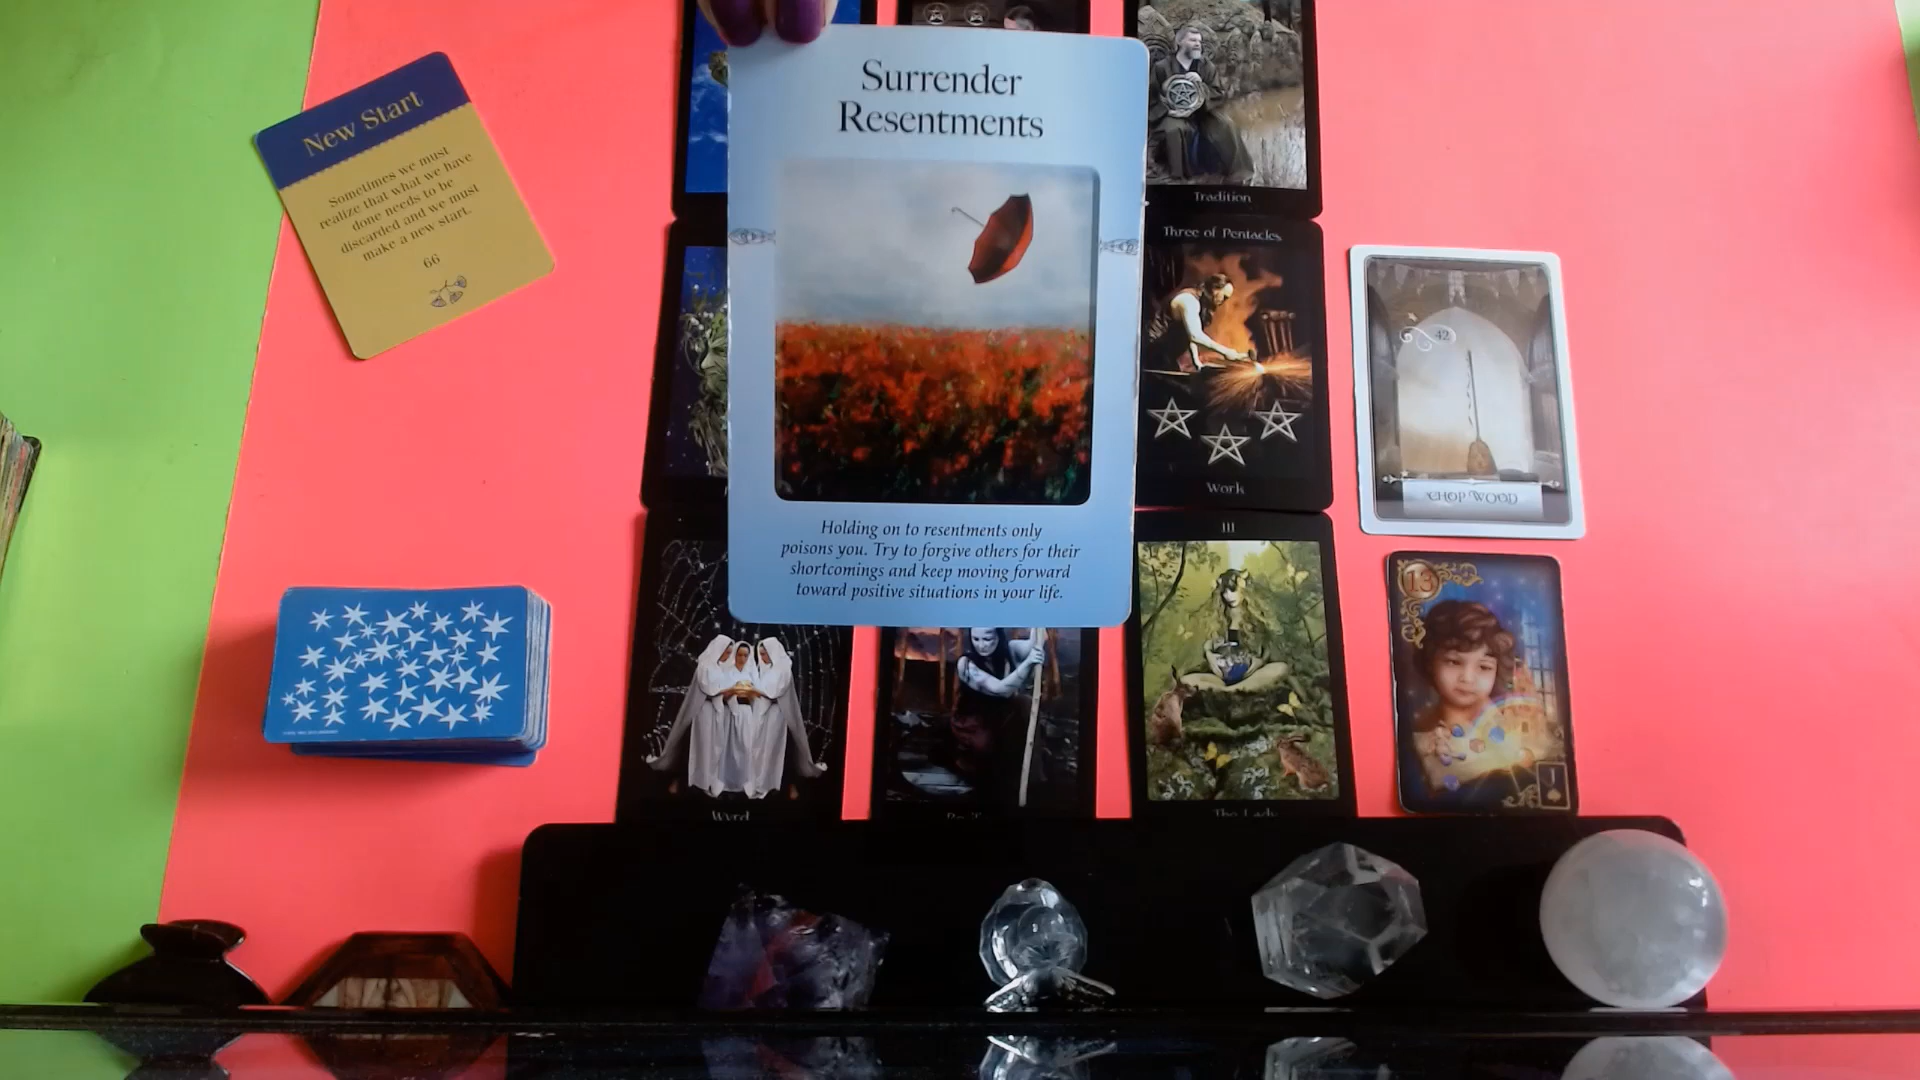 New Start
Sometimes we must
realize that what we have
done needs to be
discarded and we must
make a new start.
66
Surrender
Resentments
Holding on to resentments only
poisons you. Try to forgive others for their
shortcomings and keep moving forward
toward positive situations in your life.
Tradition
Three of Pentacles
Work
42
CHOP WOOD
III
13
J
Wyrd
The Lady